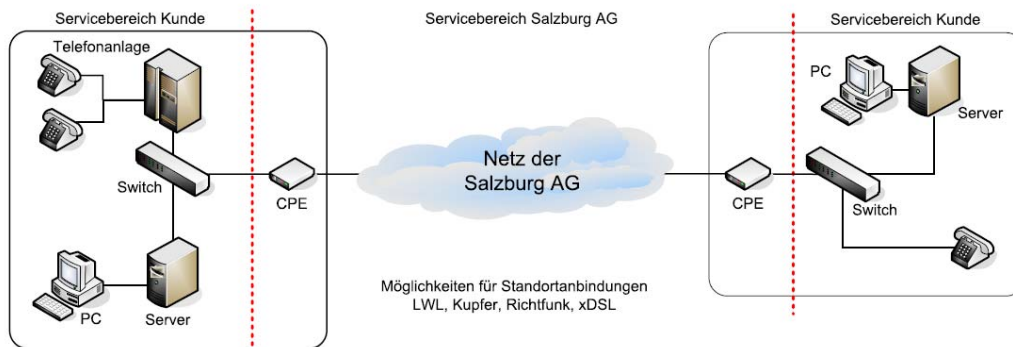 Servicebereich Kunde
Servicebereich Salzburg AG
Servicebereich Kunde
Telefonanlage
Switch
CPE
PC
Server
Netz der
Salzburg AG
Möglichkeiten für Standortanbindungen
LWL, Kupfer, Richtfunk, xDSL
PC
Server
CPE
Switch